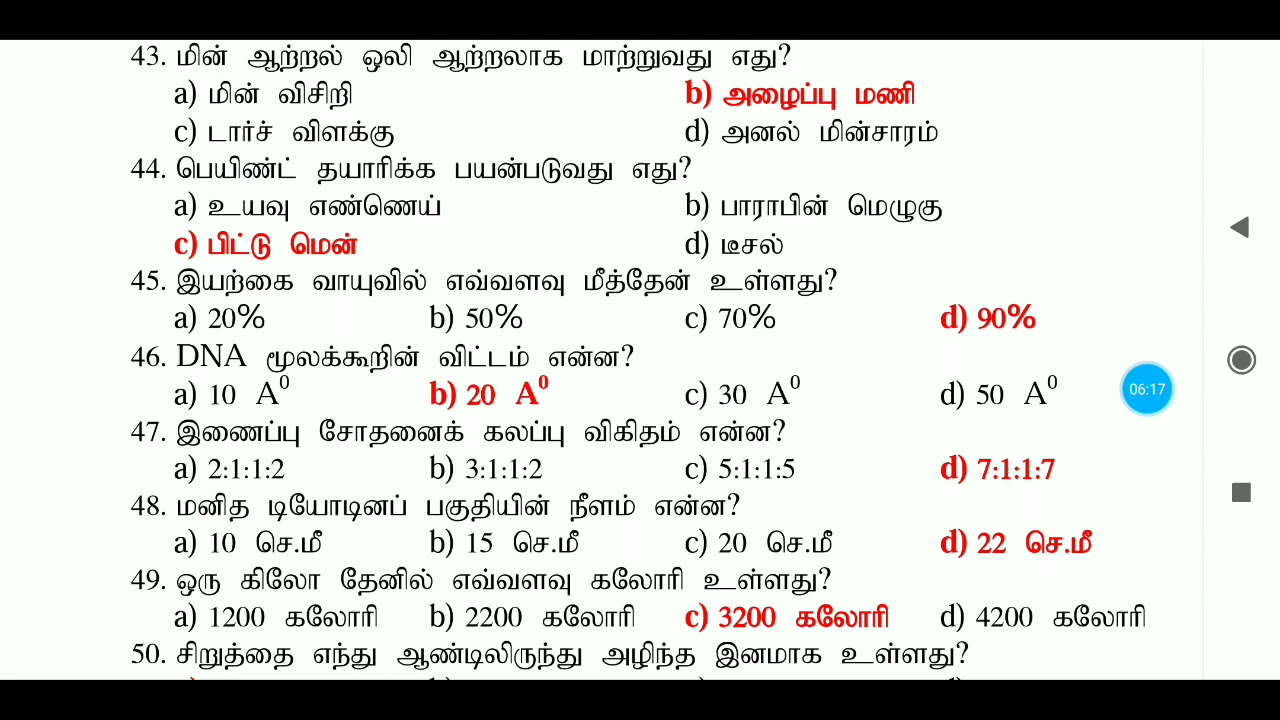 43. மின் ஆற்றல் ஒலி ஆற்றலாக மாற்றுவது எது?
a) மின் விசிறி b) அழைப்பு மணி
c) டார்ச் விளக்கு d) அனல் மின்சாரம்
44. பெயிண்ட் தயாரிக்க பயன்படுவது எது?
a) உயவு எண்ணெய் b) பாராபின் மெழுகு
c) பிட்டு மென் d) டீசல்
45. இயற்கை வாயுவில் எவ்வளவு மீத்தேன் உள்ளது?
a) 20% b) 50% c) 70% d) 90%
46. DNA மூலக்கூறின் விட்டம் என்ன?
a) 10 A⁰ b) 20 A⁰ c) 30 A⁰ d) 50 A⁰
06:17
47. இணைப்பு சோதனைக் கலப்பு விகிதம் என்ன?
a) 2:1:1:2 b) 3:1:1:2 c) 5:1:1:5 d) 7:1:1:7
48. மனித டியோடினப் பகுதியின் நீளம் என்ன?
a) 10 செ.மீ b) 15 செ.மீ c) 20 செ.மீ d) 22 செ.மீ
49. ஒரு கிலோ தேனில் எவ்வளவு கலோரி உள்ளது?
a) 1200 கலோரி b) 2200 கலோரி c) 3200 கலோரி d) 4200 கலோரி
50. சிறுத்தை எந்து ஆண்டிலிருந்து அழிந்த இனமாக உள்ளது?